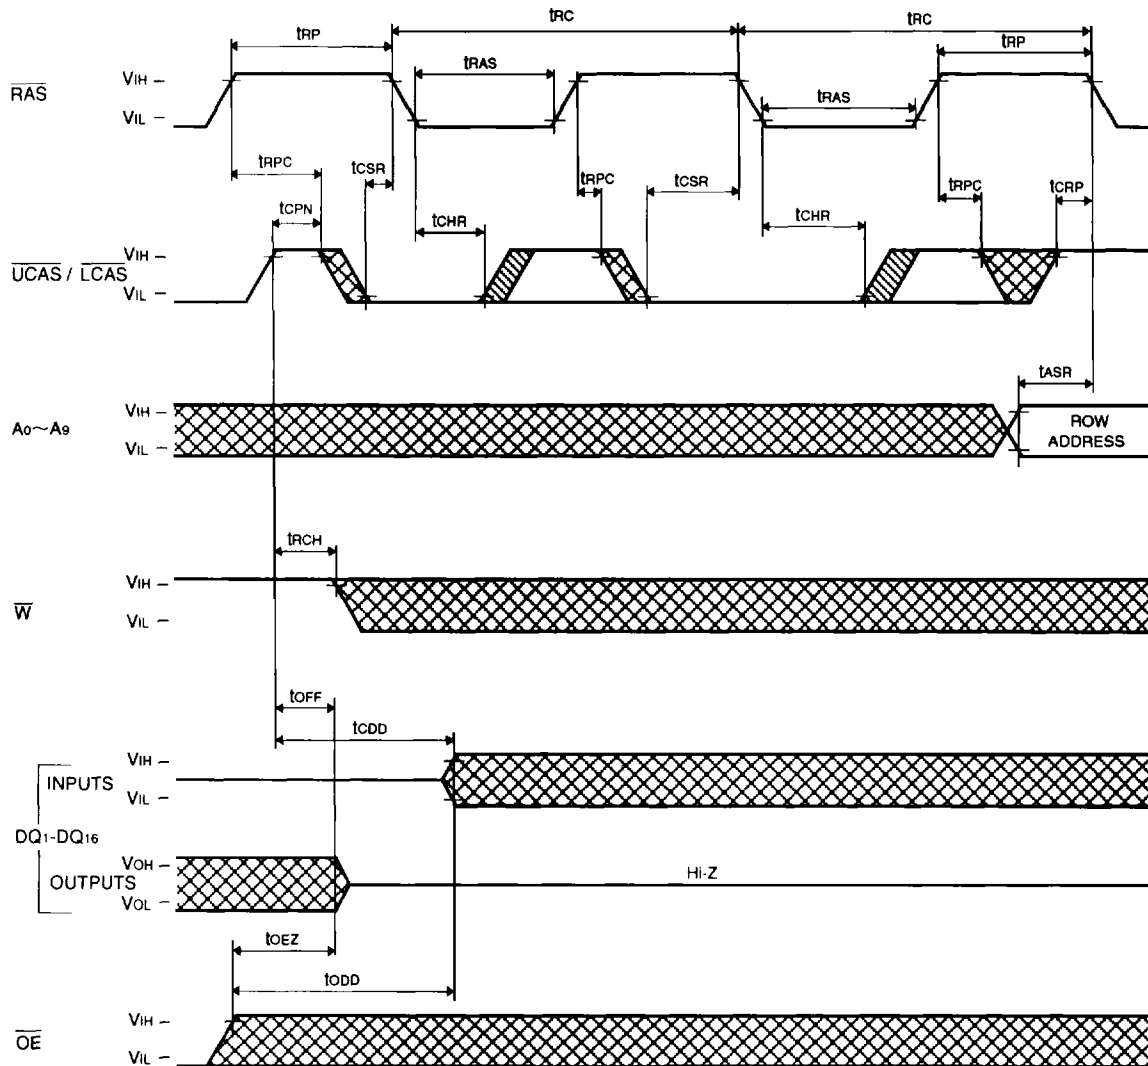 tRC tRC
tRP tRP
RAS VIH tRAS
VIL tRAS
tRPC tCSR tRPC tCSR tRPC tCRP
tCPN tCHR tCHR
UCAS / LCAS VIH
VIL
tASR
A0~A9 VIH ROW
VIL ADDRESS
tRCH
VIH
W
VIL
tOFF
tCDD
VIH
INPUTS
VIL
DQ1-DQ16
VOH
OUTPUTS Hi-Z
VOL
tOEZ
tODD
VIH
OE
VIL